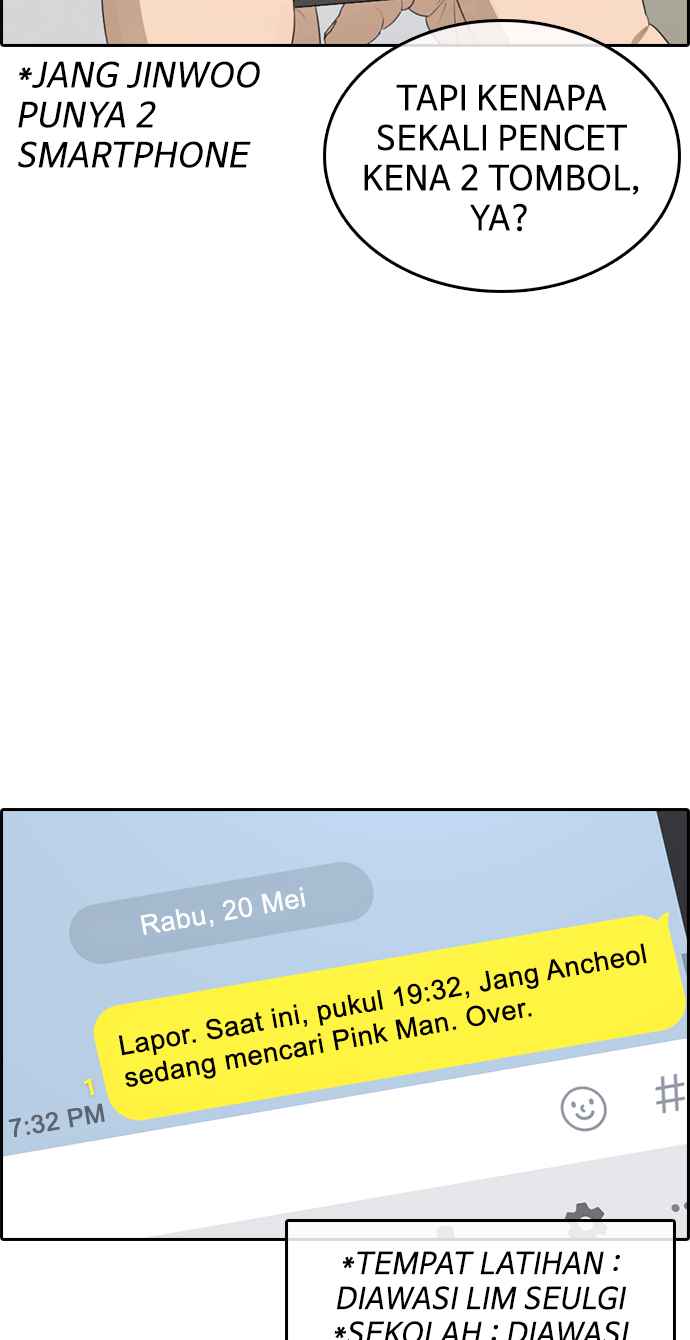 *JANG JINWOO
PUNYA 2
SMARTPHONE
TAPI KENAPA
SEKALI PENCET
KENA 2 TOMBOL,
YA?
Rabu, 20 Mei
Lapor. Saat ini, pukul 19:32, Jang Ancheol
sedang mencari Pink Man. Over.
1
7:32 PM
#
*TEMPAT LATIHAN :
DIAWASI LIM SEULGI
*SEKOLAH : DIAWASI